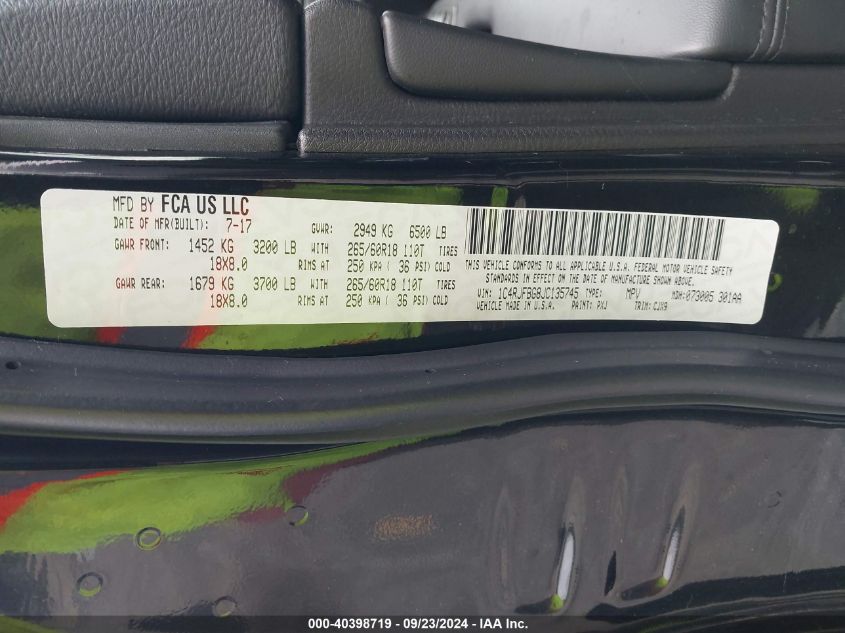 MFD BY FCA US LLC
DATE OF MFR(BUILT): 7-17 GVWR: 2949 KG 6500 LB
GAWR FRONT: 1452 KG 3200 LB WITH 265/60R18 110T TIRES
18X8.0 RIMS AT 250 KPA ( 36 PSI) COLD
GAWR REAR: 1679 KG 3700 LB WITH 265/60R18 110T TIRES
18X8.0 RIMS AT 250 KPA ( 36 PSI) COLD
THIS VEHICLE CONFORMS TO ALL APPLICABLE U.S.A. FEDERAL MOTOR VEHICLE SAFETY
STANDARDS IN EFFECT ON THE DATE OF MANUFACTURE SHOWN ABOVE.
VIN: 1C4RJFBG8JC135745 TYPE: MPV MDH: 073005 301AA
VEHICLE MADE IN U.S.A. PAINT: PXJ TRIM: CJX9
000-40398719 - 09/23/2024 - IAA Inc.